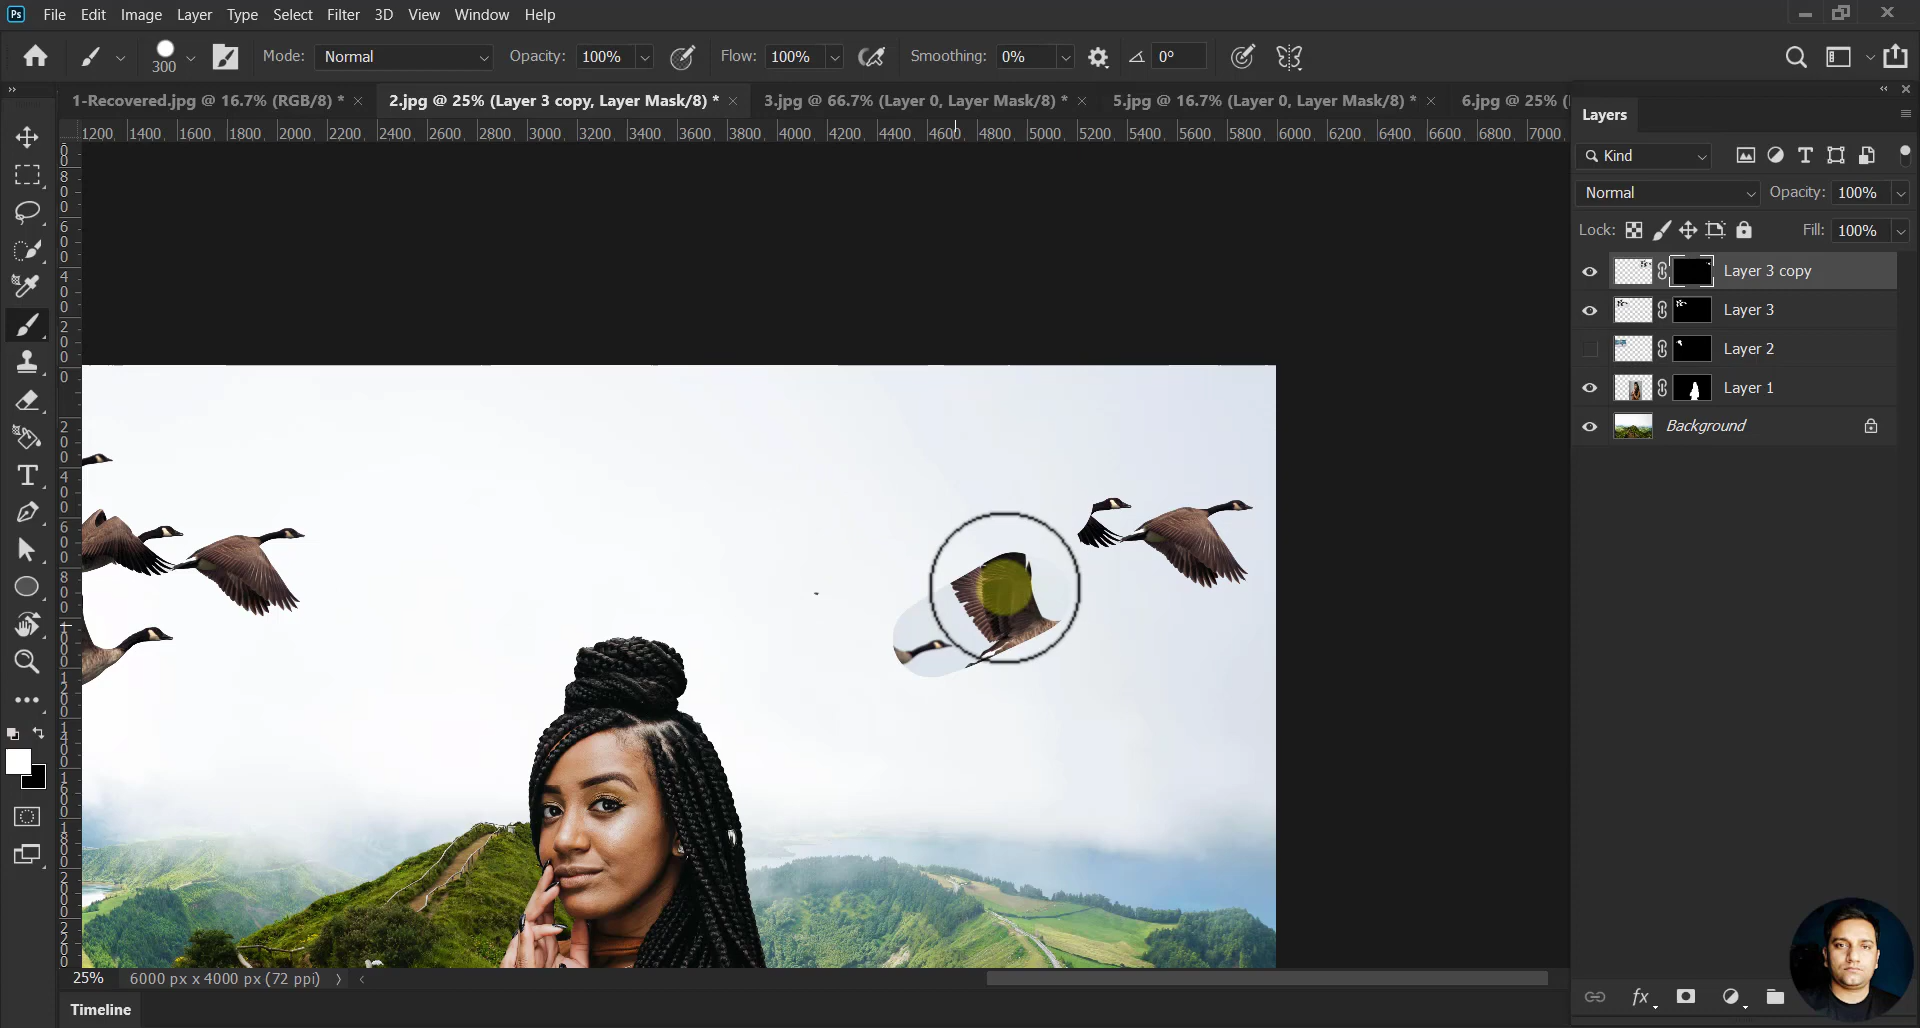 Ps File Edit Image Layer Type Select Filter 3D View Window Help
300 Mode: Normal Opacity: 100% Flow: 100% Smoothing: 0% 0°
1-Recovered.jpg @ 16.7% (RGB/8) * × 2.jpg @ 25% (Layer 3 copy, Layer Mask/8) * × 3.jpg @ 66.7% (Layer 0, Layer Mask/8) * × 5.jpg @ 16.7% (Layer 0, Layer Mask/8) * × 6.jpg @ 25% (
1200 1400 1600 1800 2000 2200 2400 2600 2800 3000 3200 3400 3600 3800 4000 4200 4400 4600 4800 5000 5200 5400 5600 5800 6000 6200 6400 6600 6800 7000
Layers
Kind
Normal Opacity: 100%
Lock: Fill: 100%
Layer 3 copy
Layer 3
Layer 2
Layer 1
Background
fx
25% 6000 px x 4000 px (72 ppi)
Timeline